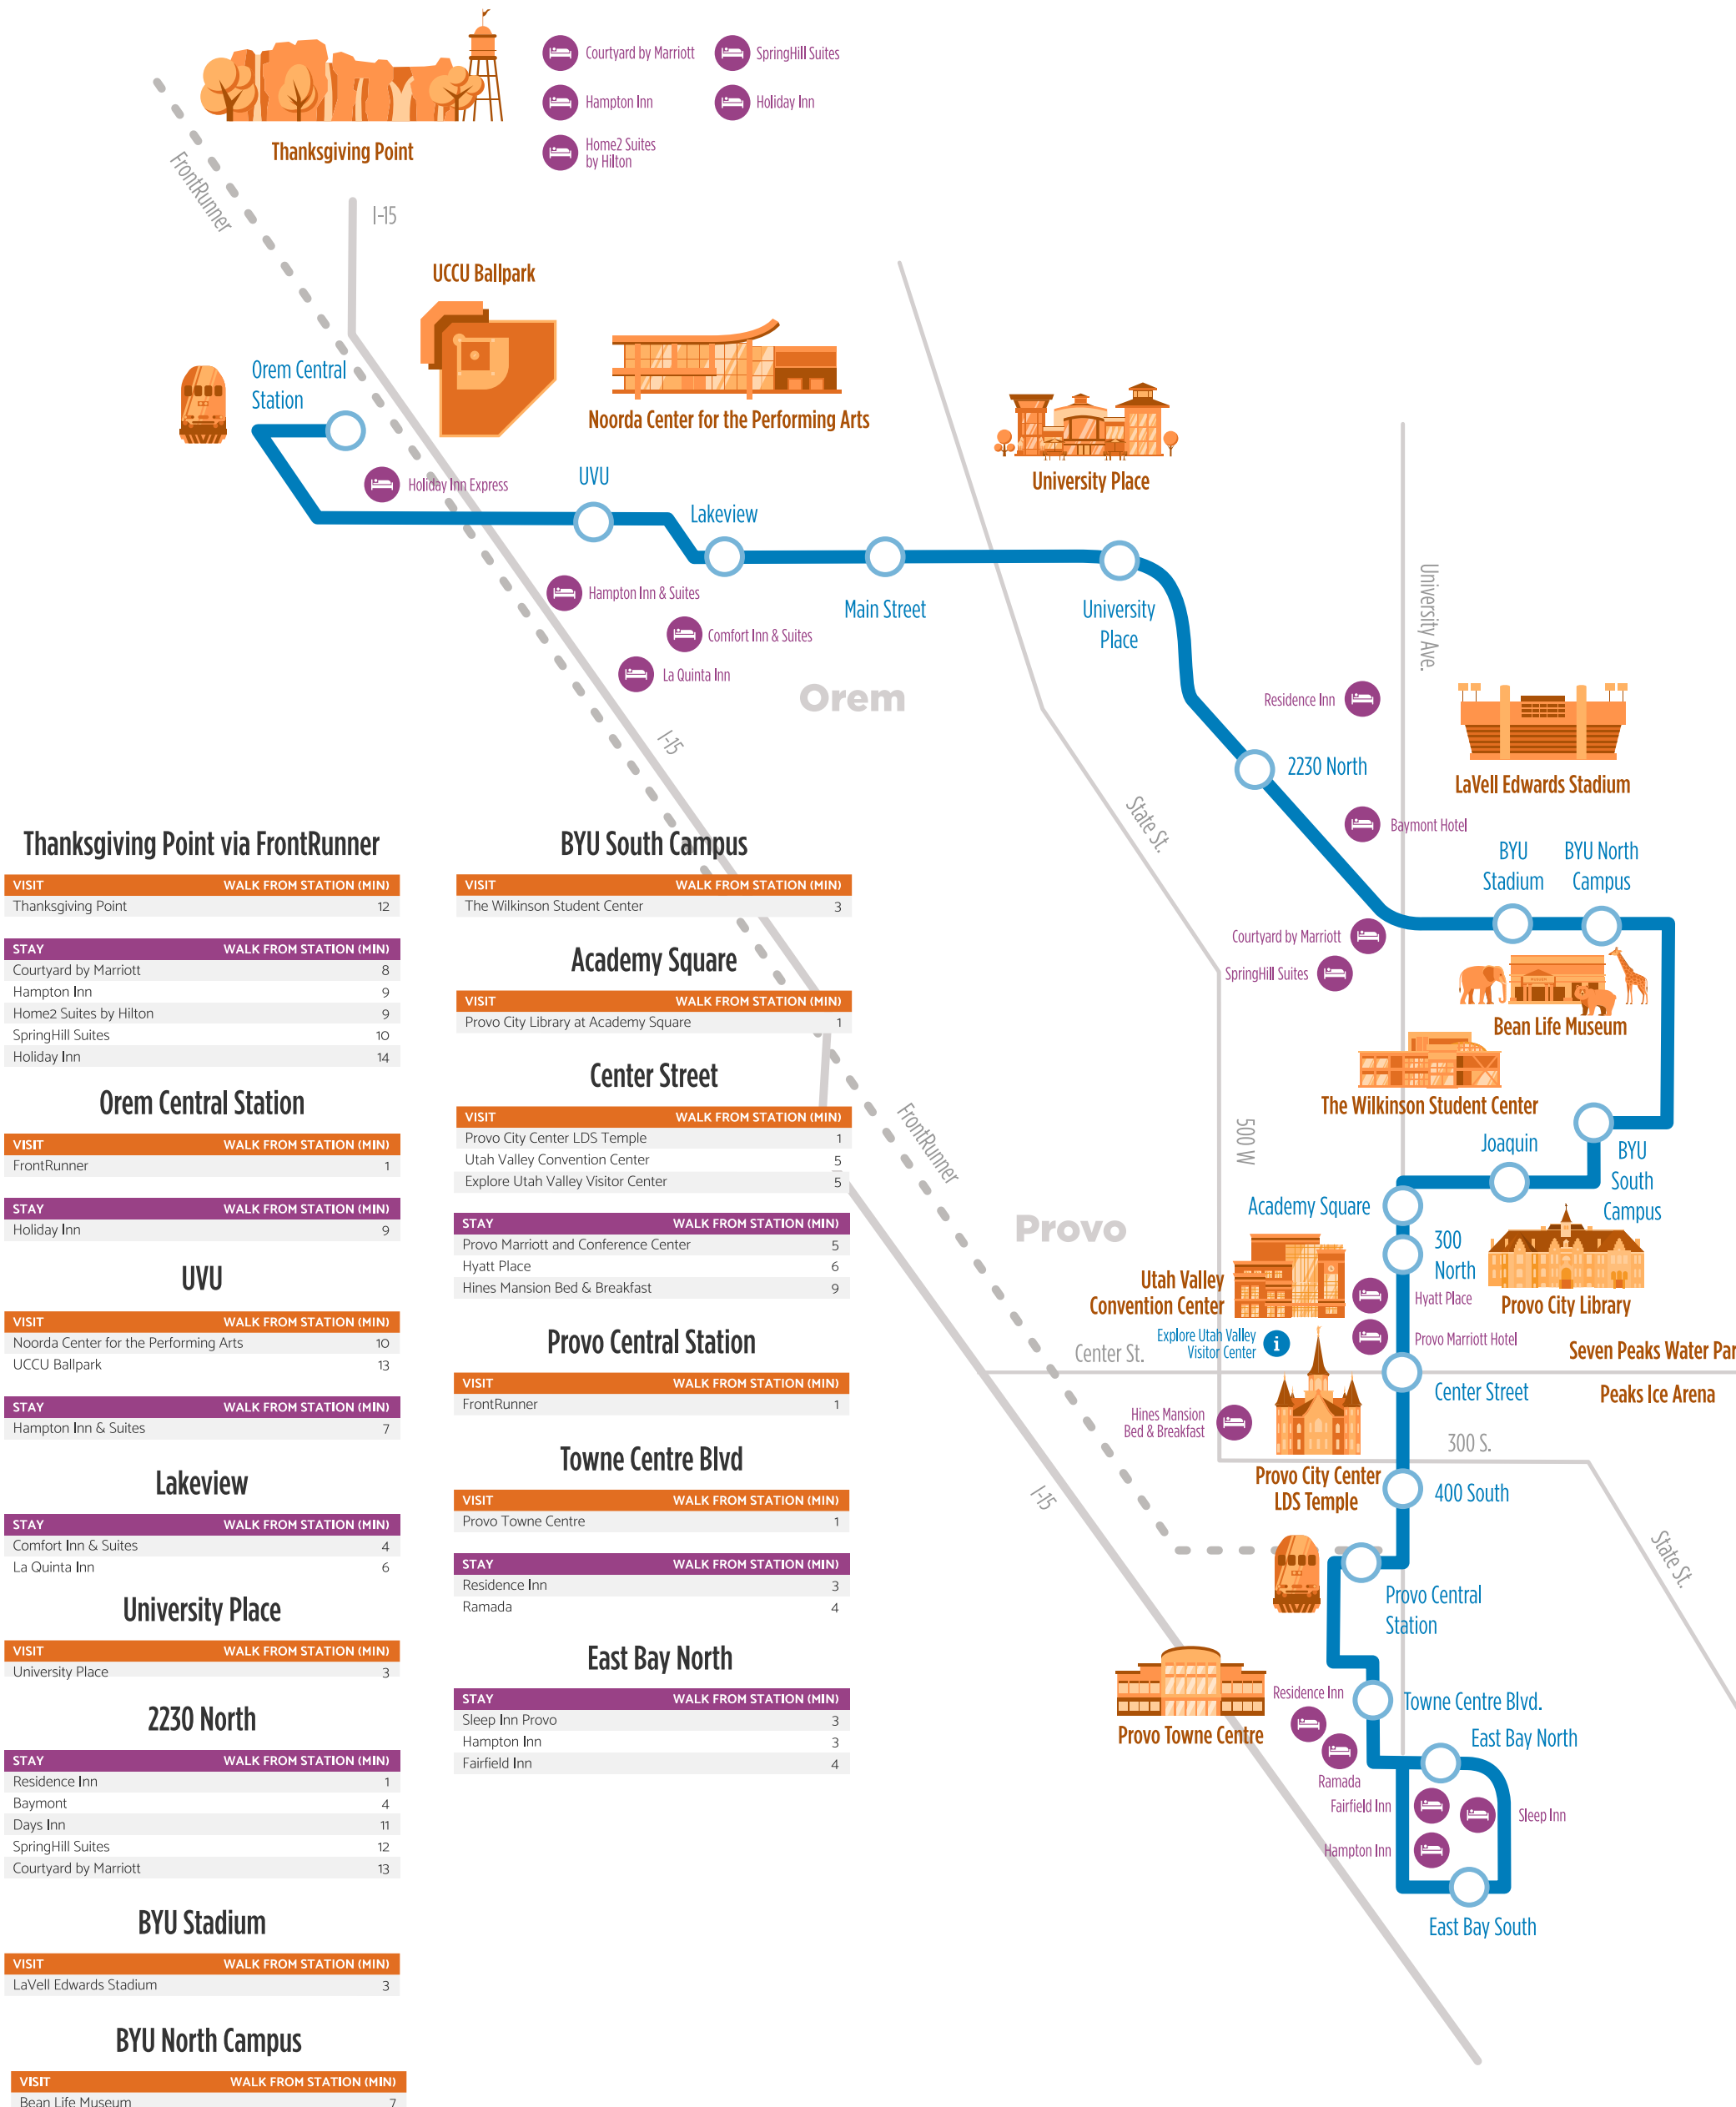 Thanksgiving Point
Courtyard by Marriott
SpringHill Suites
Hampton Inn
Holiday Inn
Home2 Suites
by Hilton
FrontRunner
I-15
UCCU Ballpark
Orem Central
Station
Noorda Center for the Performing Arts
University Place
Holiday Inn Express
UVU
Lakeview
Hampton Inn & Suites
Main Street
University
Place
University Ave.
Comfort Inn & Suites
La Quinta Inn
Orem
I-15
Residence Inn
2230 North
LaVell Edwards Stadium
State St.
Baymont Hotel
BYU
Stadium
BYU North
Campus
Courtyard by Marriott
SpringHill Suites
Bean Life Museum
The Wilkinson Student Center
FrontRunner
500 W
Joaquin
BYU
South
Campus
Academy Square
Provo
300
North
Utah Valley
Convention Center
Hyatt Place
Provo City Library
Explore Utah Valley
Visitor Center
i
Provo Marriott Hotel
Center St.
Seven Peaks Water Par
Center Street
Peaks Ice Arena
Hines Mansion
Bed & Breakfast
300 S.
Provo City Center
LDS Temple
400 South
I-15
State St.
Provo Central
Station
Residence Inn
Towne Centre Blvd.
Provo Towne Centre
East Bay North
Ramada
Fairfield Inn
Sleep Inn
Hampton Inn
East Bay South
Thanksgiving Point via FrontRunner
VISIT WALK FROM STATION (MIN)
Thanksgiving Point 12
STAY WALK FROM STATION (MIN)
Courtyard by Marriott 8
Hampton Inn 9
Home2 Suites by Hilton 9
SpringHill Suites 10
Holiday Inn 14
Orem Central Station
VISIT WALK FROM STATION (MIN)
FrontRunner 1
STAY WALK FROM STATION (MIN)
Holiday Inn 9
UVU
VISIT WALK FROM STATION (MIN)
Noorda Center for the Performing Arts 10
UCCU Ballpark 13
STAY WALK FROM STATION (MIN)
Hampton Inn & Suites 7
Lakeview
STAY WALK FROM STATION (MIN)
Comfort Inn & Suites 4
La Quinta Inn 6
University Place
VISIT WALK FROM STATION (MIN)
University Place 3
2230 North
STAY WALK FROM STATION (MIN)
Residence Inn 1
Baymont 4
Days Inn 11
SpringHill Suites 12
Courtyard by Marriott 13
BYU Stadium
VISIT WALK FROM STATION (MIN)
LaVell Edwards Stadium 3
BYU North Campus
VISIT WALK FROM STATION (MIN)
Bean Life Museum 7
BYU South Campus
VISIT WALK FROM STATION (MIN)
The Wilkinson Student Center 3
Academy Square
VISIT WALK FROM STATION (MIN)
Provo City Library at Academy Square 1
Center Street
VISIT WALK FROM STATION (MIN)
Provo City Center LDS Temple 1
Utah Valley Convention Center 5
Explore Utah Valley Visitor Center 5
STAY WALK FROM STATION (MIN)
Provo Marriott and Conference Center 5
Hyatt Place 6
Hines Mansion Bed & Breakfast 9
Provo Central Station
VISIT WALK FROM STATION (MIN)
FrontRunner 1
Towne Centre Blvd
VISIT WALK FROM STATION (MIN)
Provo Towne Centre 1
STAY WALK FROM STATION (MIN)
Residence Inn 3
Ramada 4
East Bay North
STAY WALK FROM STATION (MIN)
Sleep Inn Provo 3
Hampton Inn 3
Fairfield Inn 4